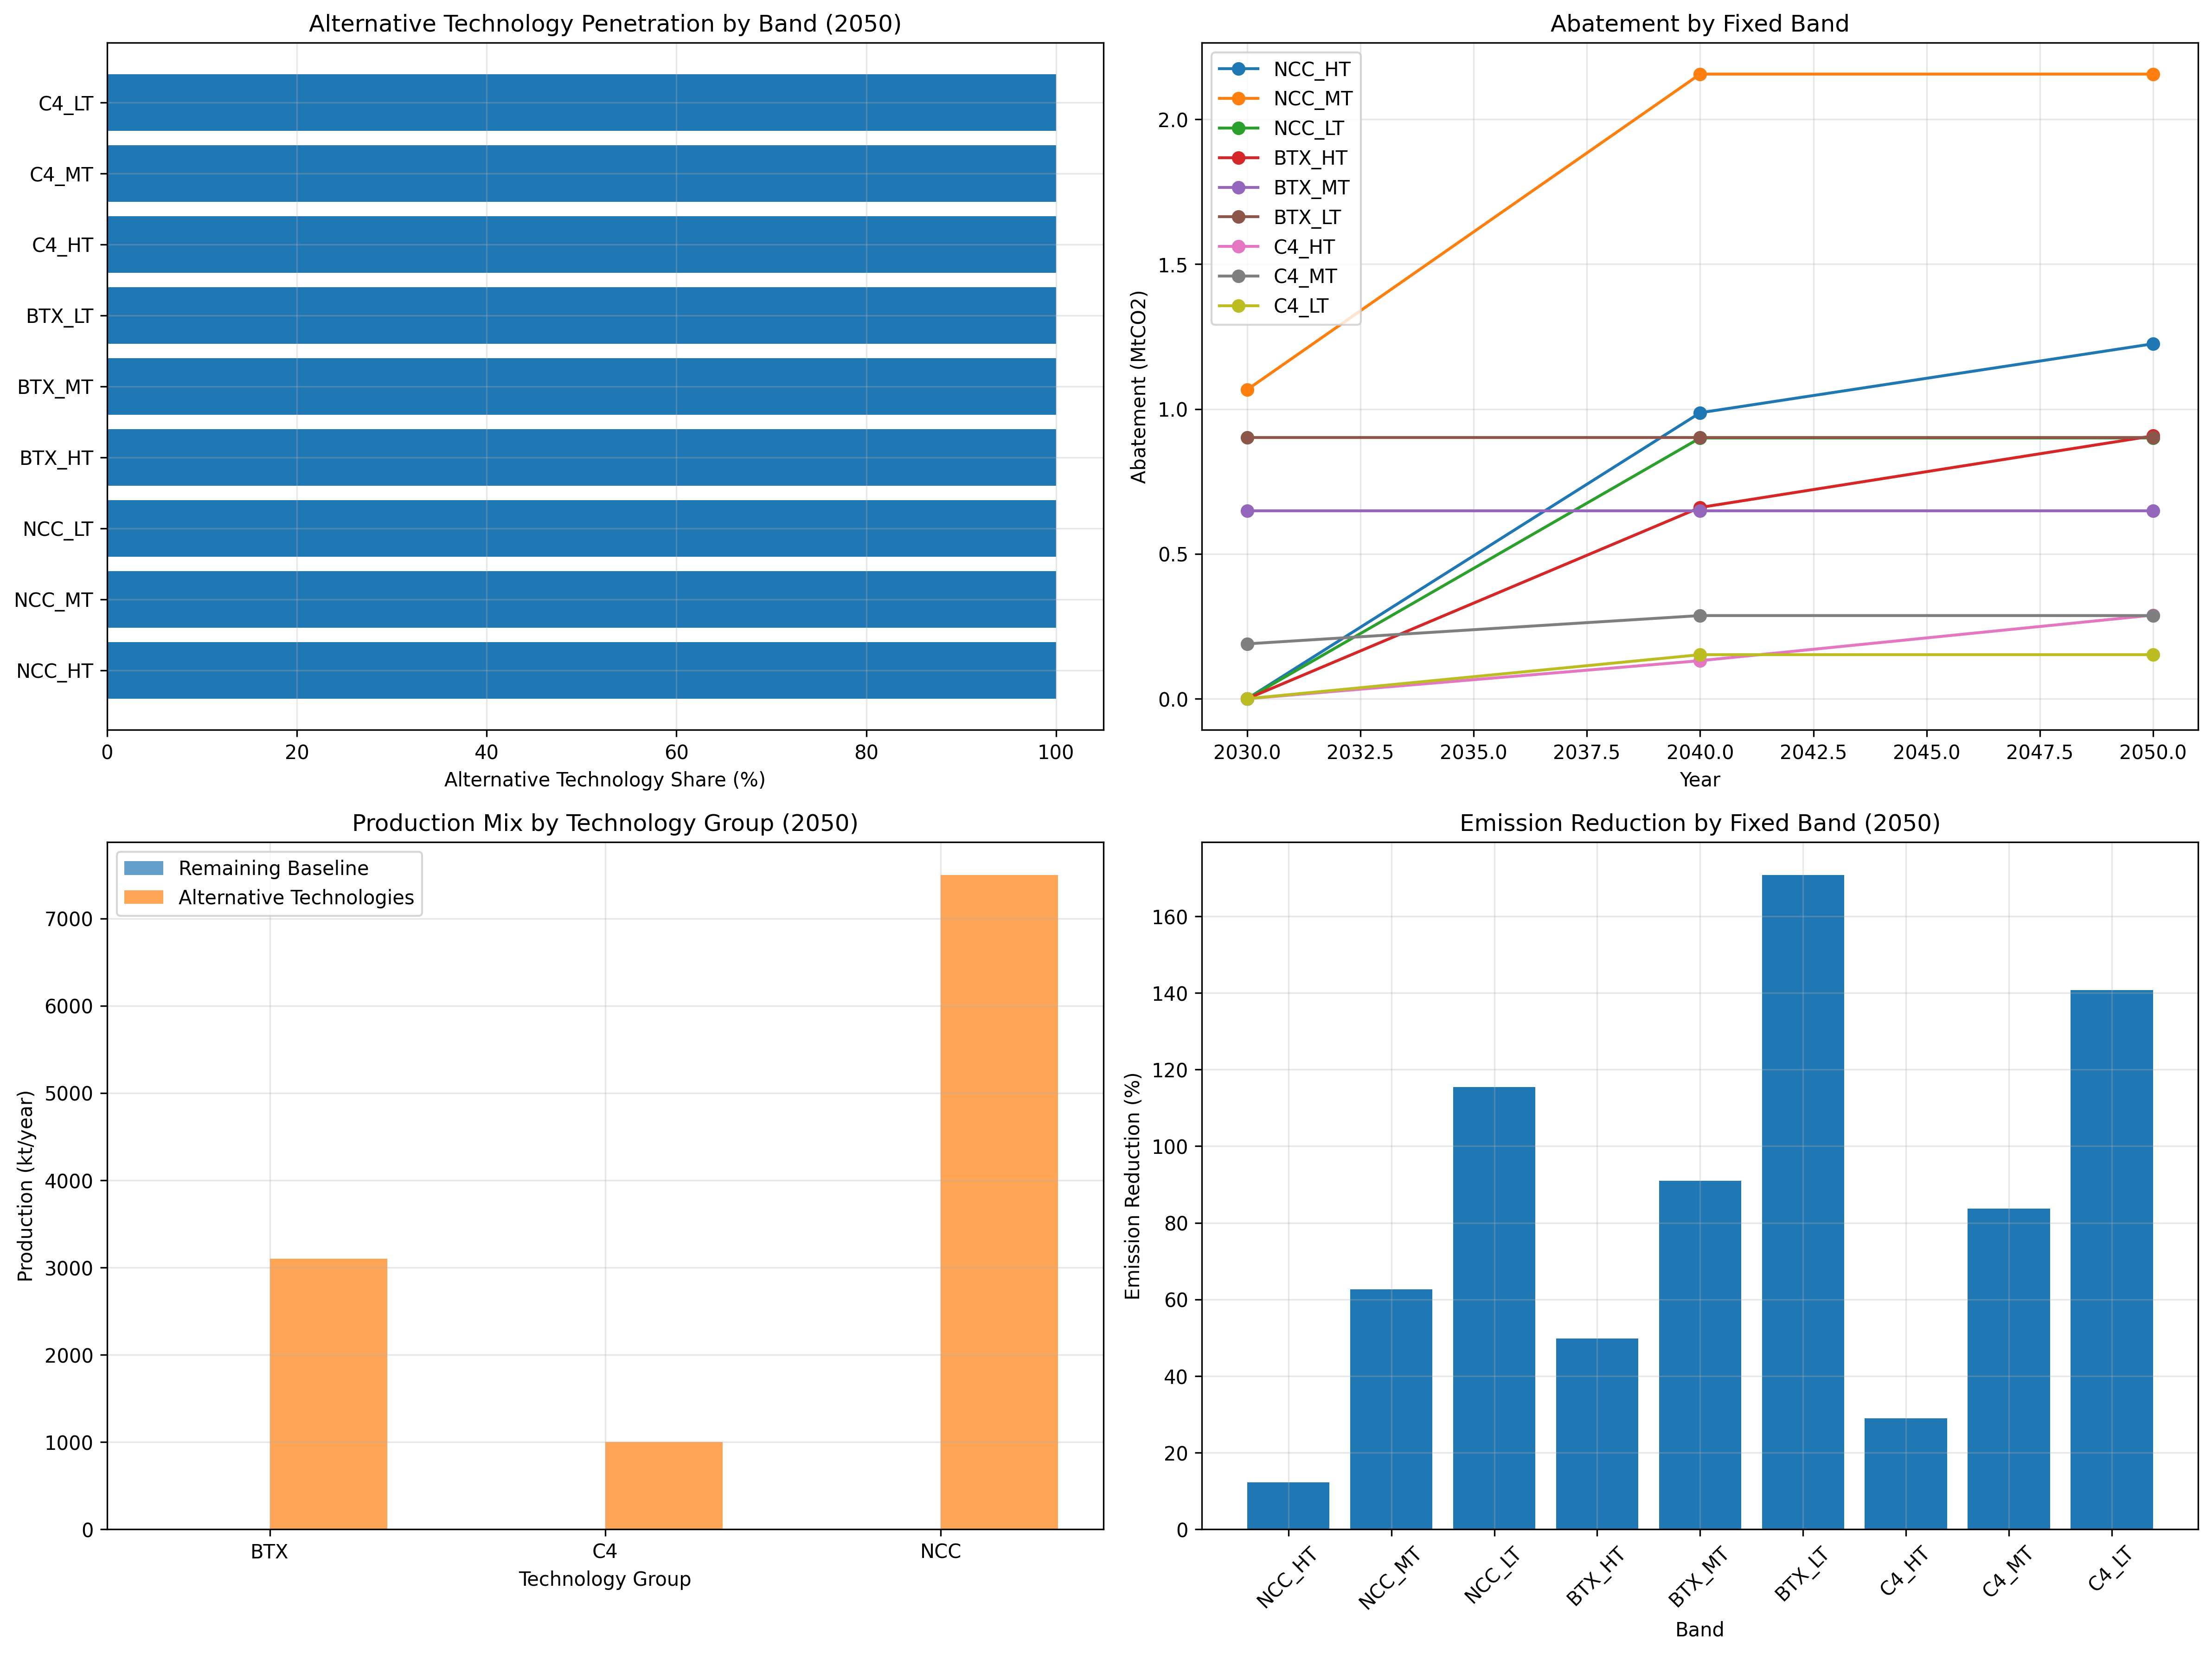 Alternative Technology Penetration by Band (2050)
C4_LT
C4_MT
C4_HT
BTX_LT
BTX_MT
BTX_HT
NCC_LT
NCC_MT
NCC_HT
0 20 40 60 80 100
Alternative Technology Share (%)
Abatement by Fixed Band
NCC_HT
NCC_MT
NCC_LT
BTX_HT
BTX_MT
BTX_LT
C4_HT
C4_MT
C4_LT
Abatement (MtCO2)
2.0
1.5
1.0
0.5
0.0
2030.0 2032.5 2035.0 2037.5 2040.0 2042.5 2045.0 2047.5 2050.0
Year
Production Mix by Technology Group (2050)
Remaining Baseline
Alternative Technologies
Production (kt/year)
7000
6000
5000
4000
3000
2000
1000
0
BTX C4 NCC
Technology Group
Emission Reduction by Fixed Band (2050)
Emission Reduction (%)
160
140
120
100
80
60
40
20
0
NCC_HT NCC_MT NCC_LT BTX_HT BTX_MT BTX_LT C4_HT C4_MT C4_LT
Band